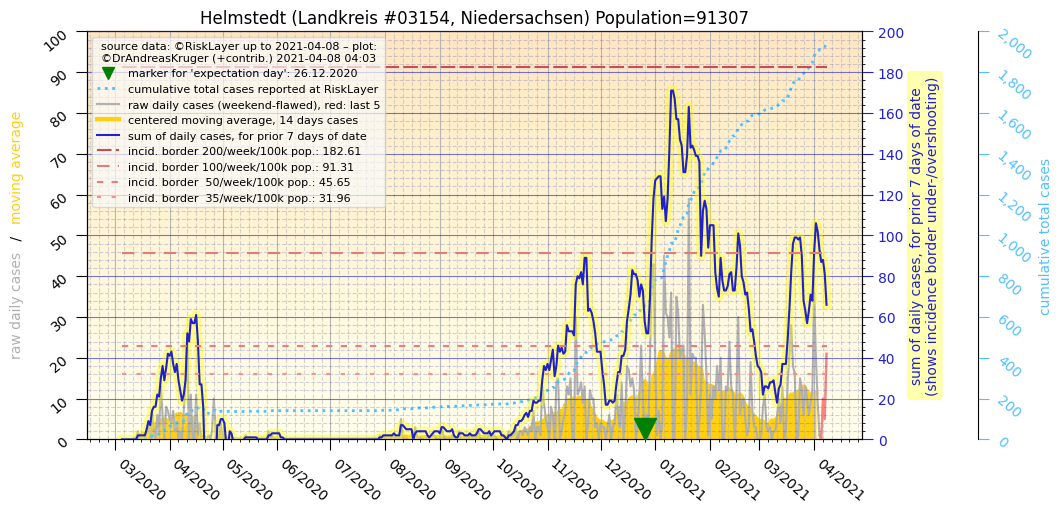 Helmstedt (Landkreis #03154, Niedersachsen) Population=91307
source data: ©RiskLayer up to 2021-04-08 – plot:
©DrAndreasKruger (+contrib.) 2021-04-08 04:03
marker for 'expectation day': 26.12.2020
cumulative total cases reported at RiskLayer
raw daily cases (weekend-flawed), red: last 5
centered moving average, 14 days cases
sum of daily cases, for prior 7 days of date
incid. border 200/week/100k pop.: 182.61
incid. border 100/week/100k pop.: 91.31
incid. border  50/week/100k pop.: 45.65
incid. border  35/week/100k pop.: 31.96
raw daily cases / moving average
100
90
80
70
60
50
40
30
20
10
0
03/2020
04/2020
05/2020
06/2020
07/2020
08/2020
09/2020
10/2020
11/2020
12/2020
01/2021
02/2021
03/2021
04/2021
200
180
160
140
120
100
80
60
40
20
0
sum of daily cases, for prior 7 days of date
(shows incidence border under-/overshooting)
2,000
1,800
1,600
1,400
1,200
1,000
800
600
400
200
0
cumulative total cases